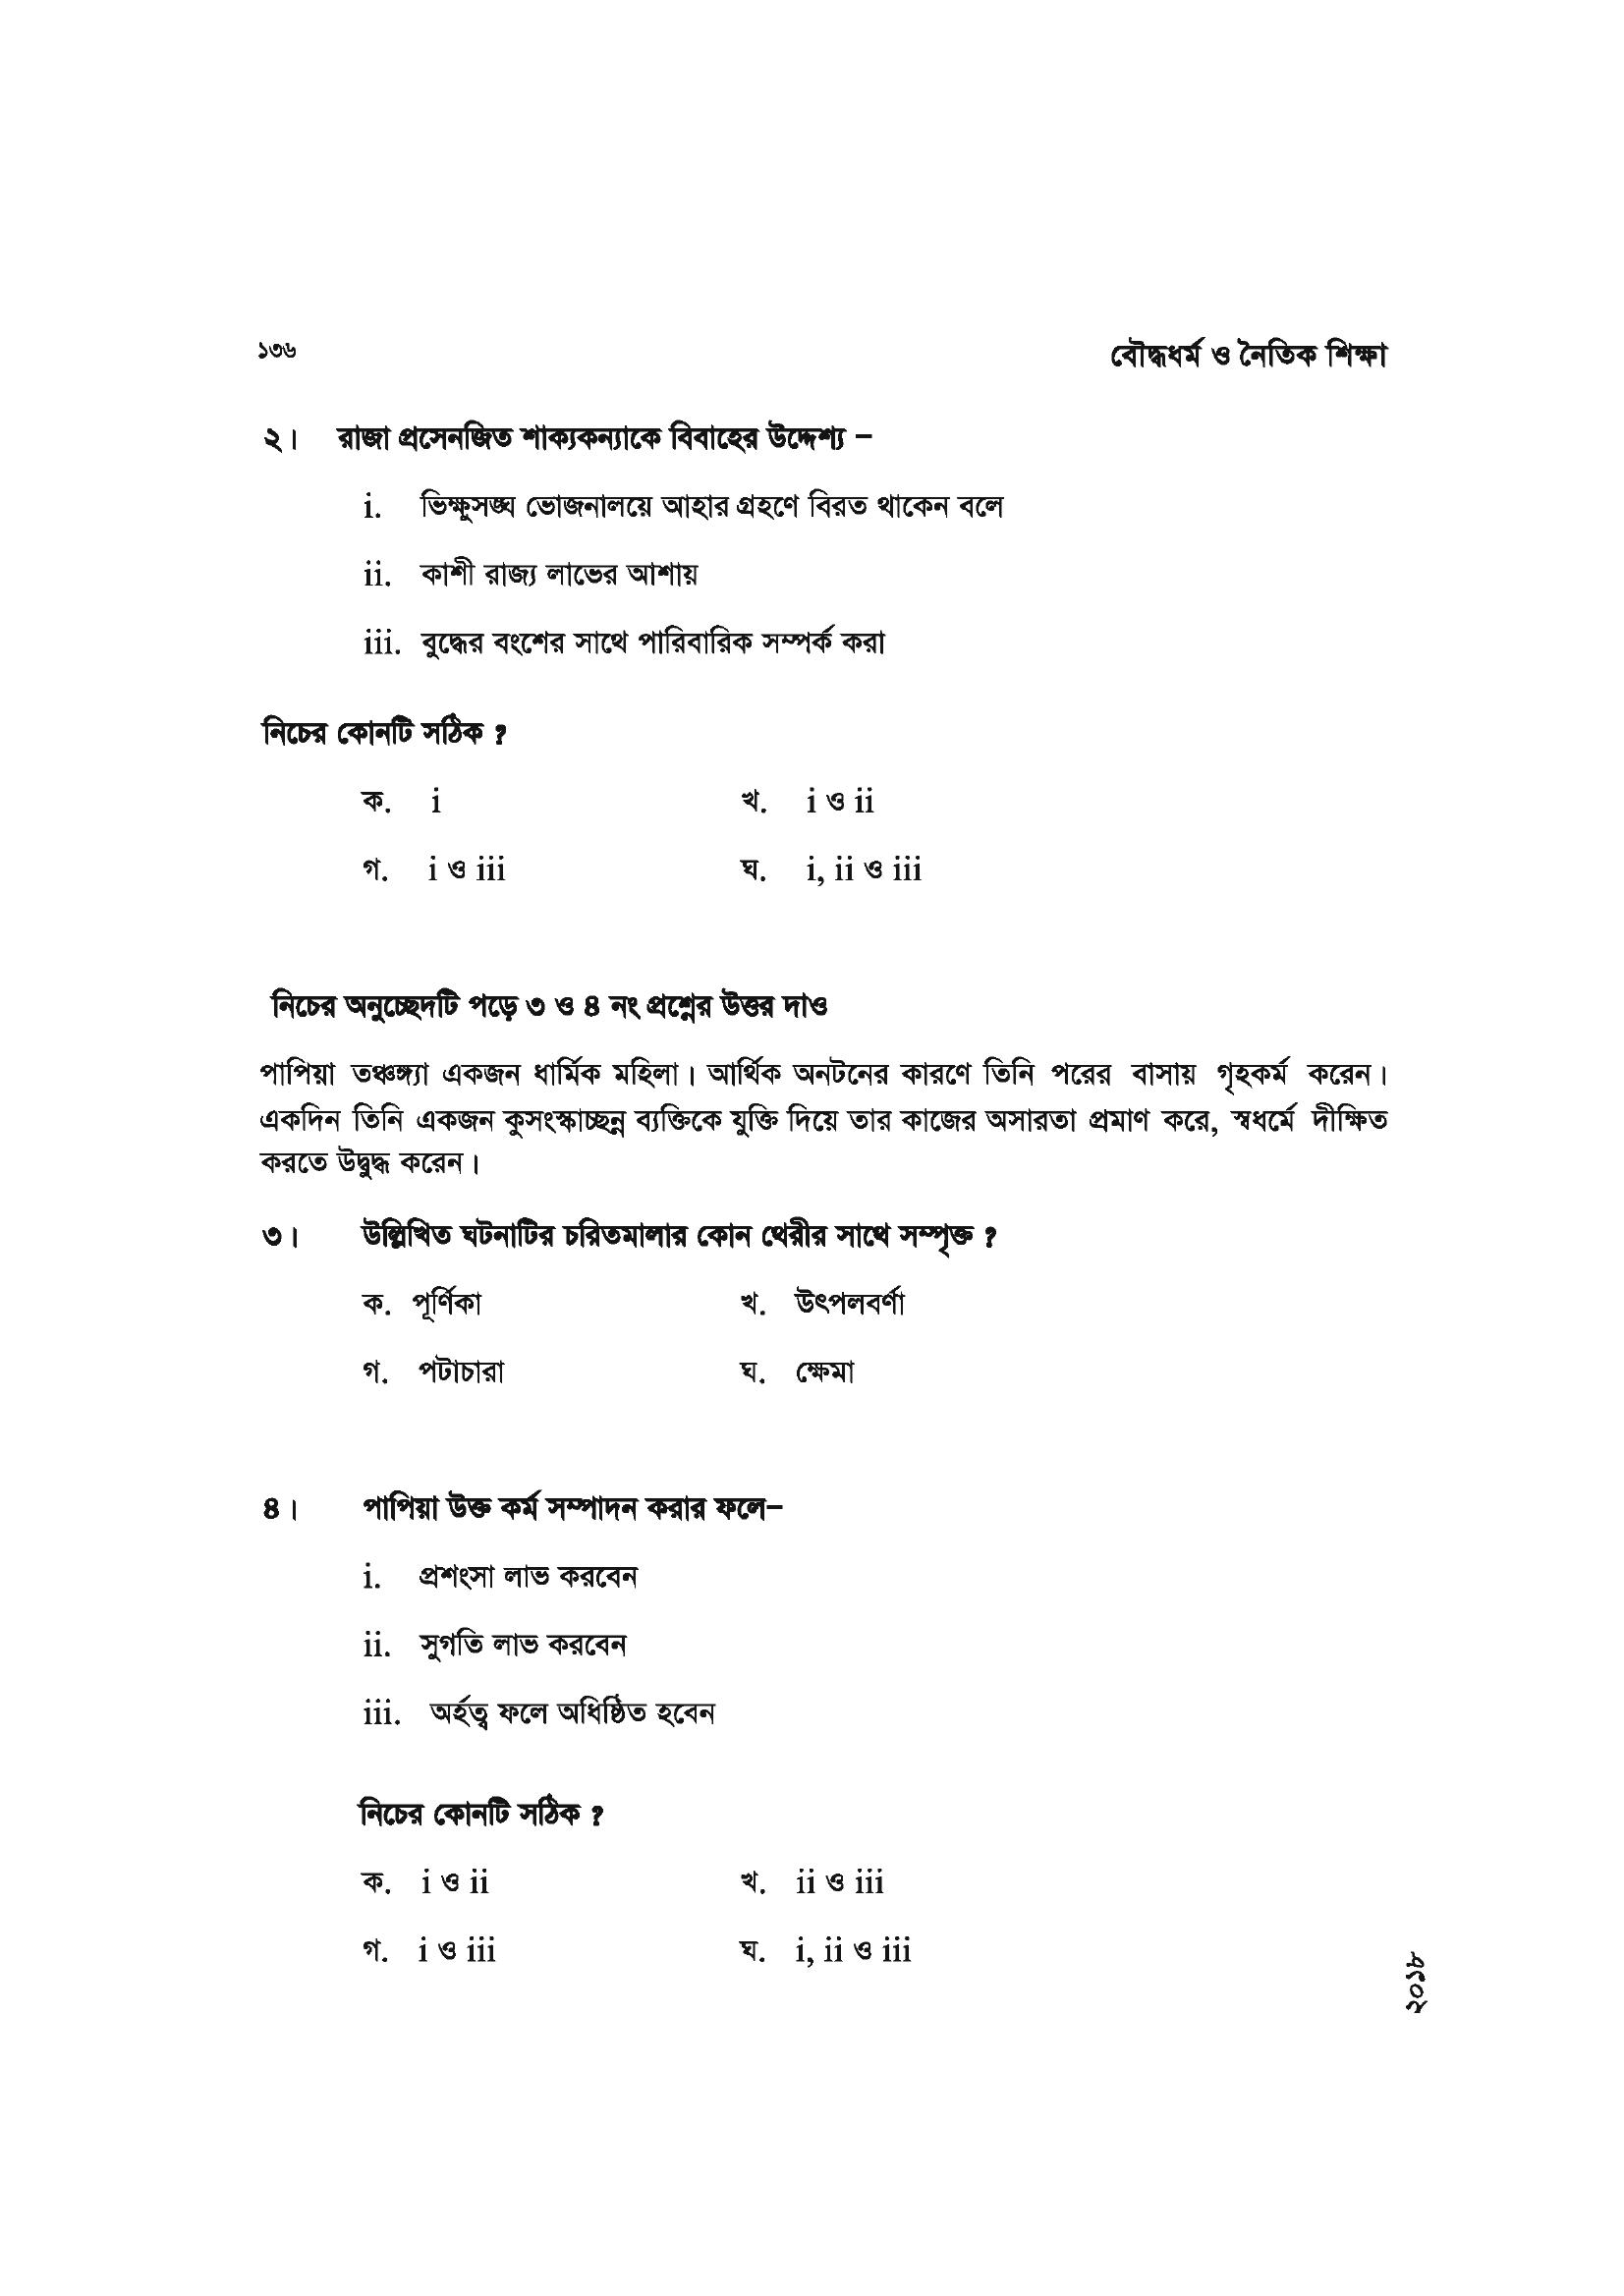 ১৩৬ বৌদ্ধধর্ম ও নৈতিক শিক্ষা
২। রাজা প্রসেনজিত শাক্যকন্যাকে বিবাহের উদ্দেশ্য –
i. ভিক্ষুসঙ্ঘ ভোজনালয়ে আহার গ্রহণে বিরত থাকেন বলে
ii. কাশী রাজ্য লাভের আশায়
iii. বুদ্ধের বংশের সাথে পারিবারিক সম্পর্ক করা
নিচের কোনটি সঠিক ?
ক. i খ. i ও ii
গ. i ও iii ঘ. i, ii ও iii
নিচের অনুচ্ছেদটি পড়ে ৩ ও ৪ নং প্রশ্নের উত্তর দাও
পাপিয়া তঞ্চঙ্গ্যা একজন ধার্মিক মহিলা। আর্থিক অনটনের কারণে তিনি পরের বাসায় গৃহকর্ম করেন।
একদিন তিনি একজন কুসংস্কাচ্ছন্ন ব্যক্তিকে যুক্তি দিয়ে তার কাজের অসারতা প্রমাণ করে, স্বধর্মে দীক্ষিত
করতে উদ্বুদ্ধ করেন।
৩। উল্লিখিত ঘটনাটির চরিতমালার কোন থেরীর সাথে সম্পৃক্ত ?
ক. পূর্ণিকা খ. উৎপলবর্ণা
গ. পটাচারা ঘ. ক্ষেমা
৪। পাপিয়া উক্ত কর্ম সম্পাদন করার ফলে–
i. প্রশংসা লাভ করবেন
ii. সুগতি লাভ করবেন
iii. অর্হত্ব ফলে অধিষ্ঠিত হবেন
নিচের কোনটি সঠিক ?
ক. i ও ii খ. ii ও iii
গ. i ও iii ঘ. i, ii ও iii
২০১৮